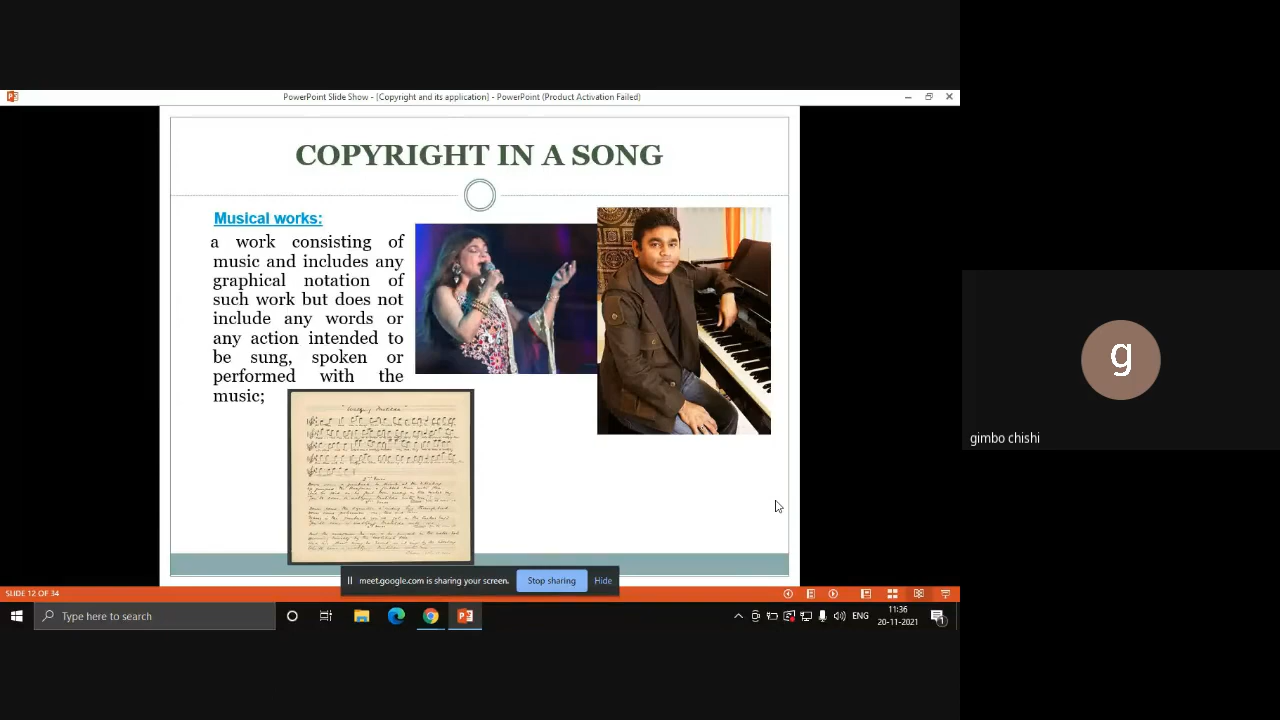 PowerPoint Slide Show - [Copyright and its application] - PowerPoint (Product Activation Failed)
COPYRIGHT IN A SONG
Musical works:
a work consisting of
music and includes any
graphical notation of
such work but does not
include any words or
any action intended to
be sung, spoken or
performed with the
music;
g
gimbo chishi
meet.google.com is sharing your screen.
Stop sharing
Hide
SLIDE 12 OF 34
Type here to search
ENG
11:36
20-11-2021
1